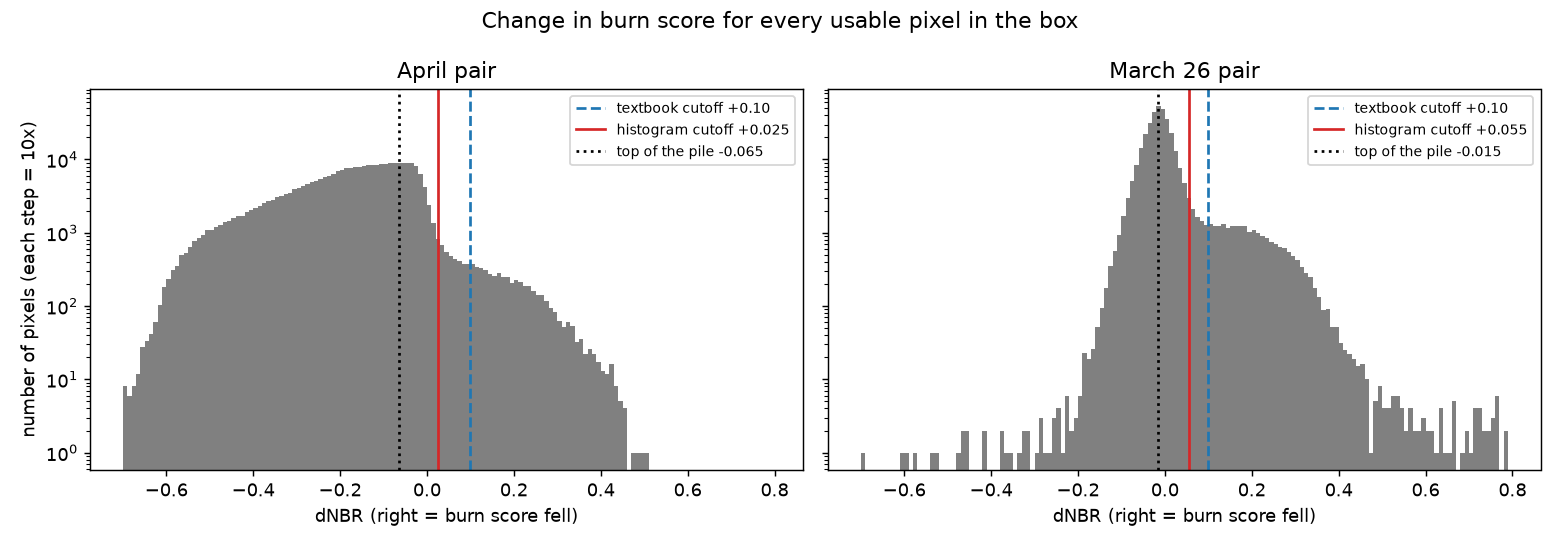 Change in burn score for every usable pixel in the box
April pair
number of pixels (each step = 10x)
10⁴
10³
10²
10¹
10⁰
textbook cutoff +0.10
histogram cutoff +0.025
top of the pile -0.065
−0.6 −0.4 −0.2 0.0 0.2 0.4 0.6 0.8
dNBR (right = burn score fell)
March 26 pair
textbook cutoff +0.10
histogram cutoff +0.055
top of the pile -0.015
−0.6 −0.4 −0.2 0.0 0.2 0.4 0.6 0.8
dNBR (right = burn score fell)